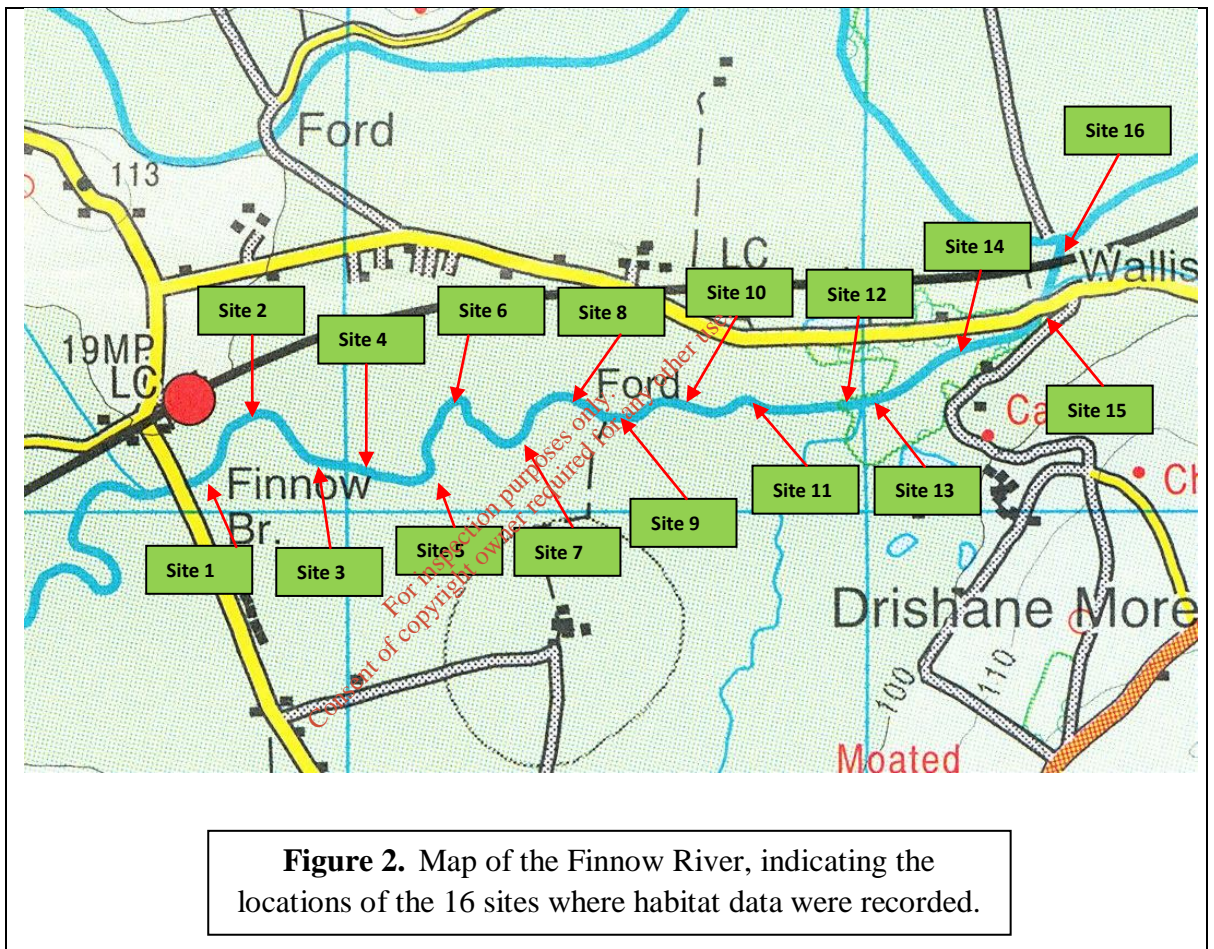 Ford
Site 16
113
LC
Site 14
Wallis
Site 2
Site 6
Site 8
Site 10
Site 12
Site 4
19MP
LC
Ford
Ca
Site 15
Ch
Finnow
Br.
Site 11
Site 13
Site 9
Site 1
Site 3
Site 5
Site 7
For inspection purposes only.
Consent of copyright owner required for any other use.
Drishane More
100
110
Moated
Figure 2. Map of the Finnow River, indicating the
locations of the 16 sites where habitat data were recorded.